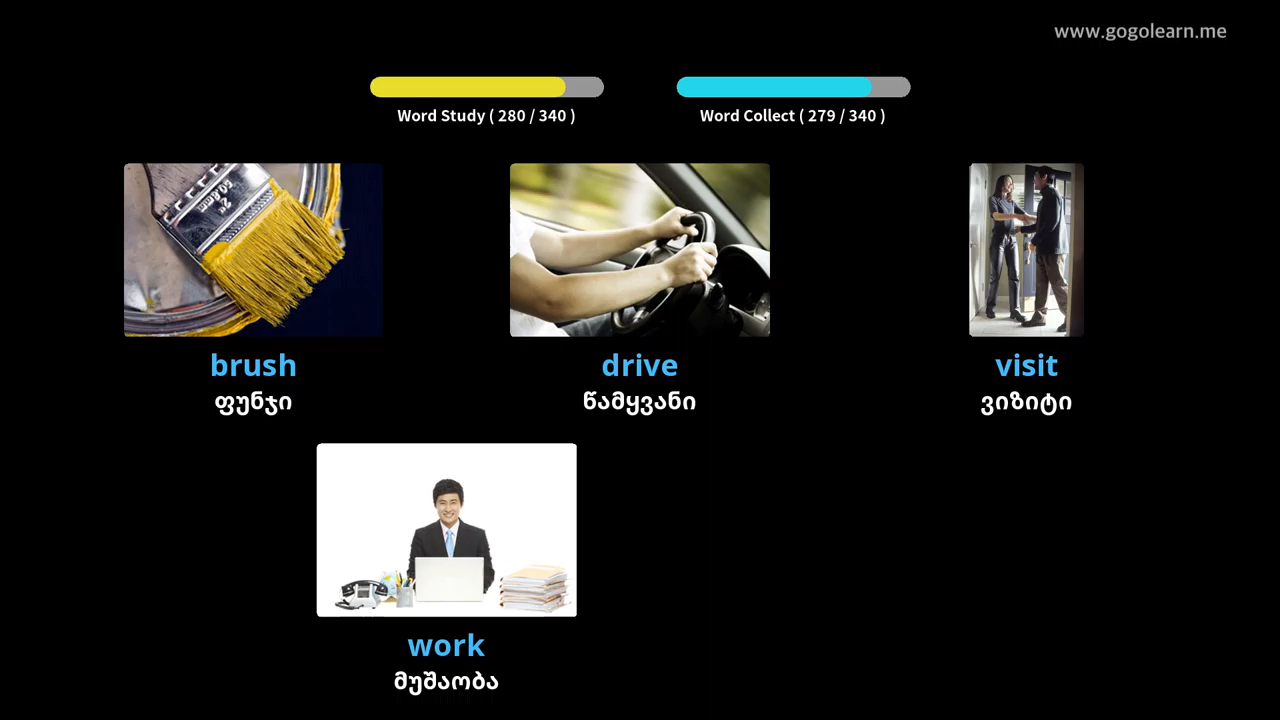 www.gogolearn.me
Word Study ( 280 / 340 )
Word Collect ( 279 / 340 )
brush
ფუნჯი
drive
წამყვანი
visit
ვიზიტი
work
მუშაობა